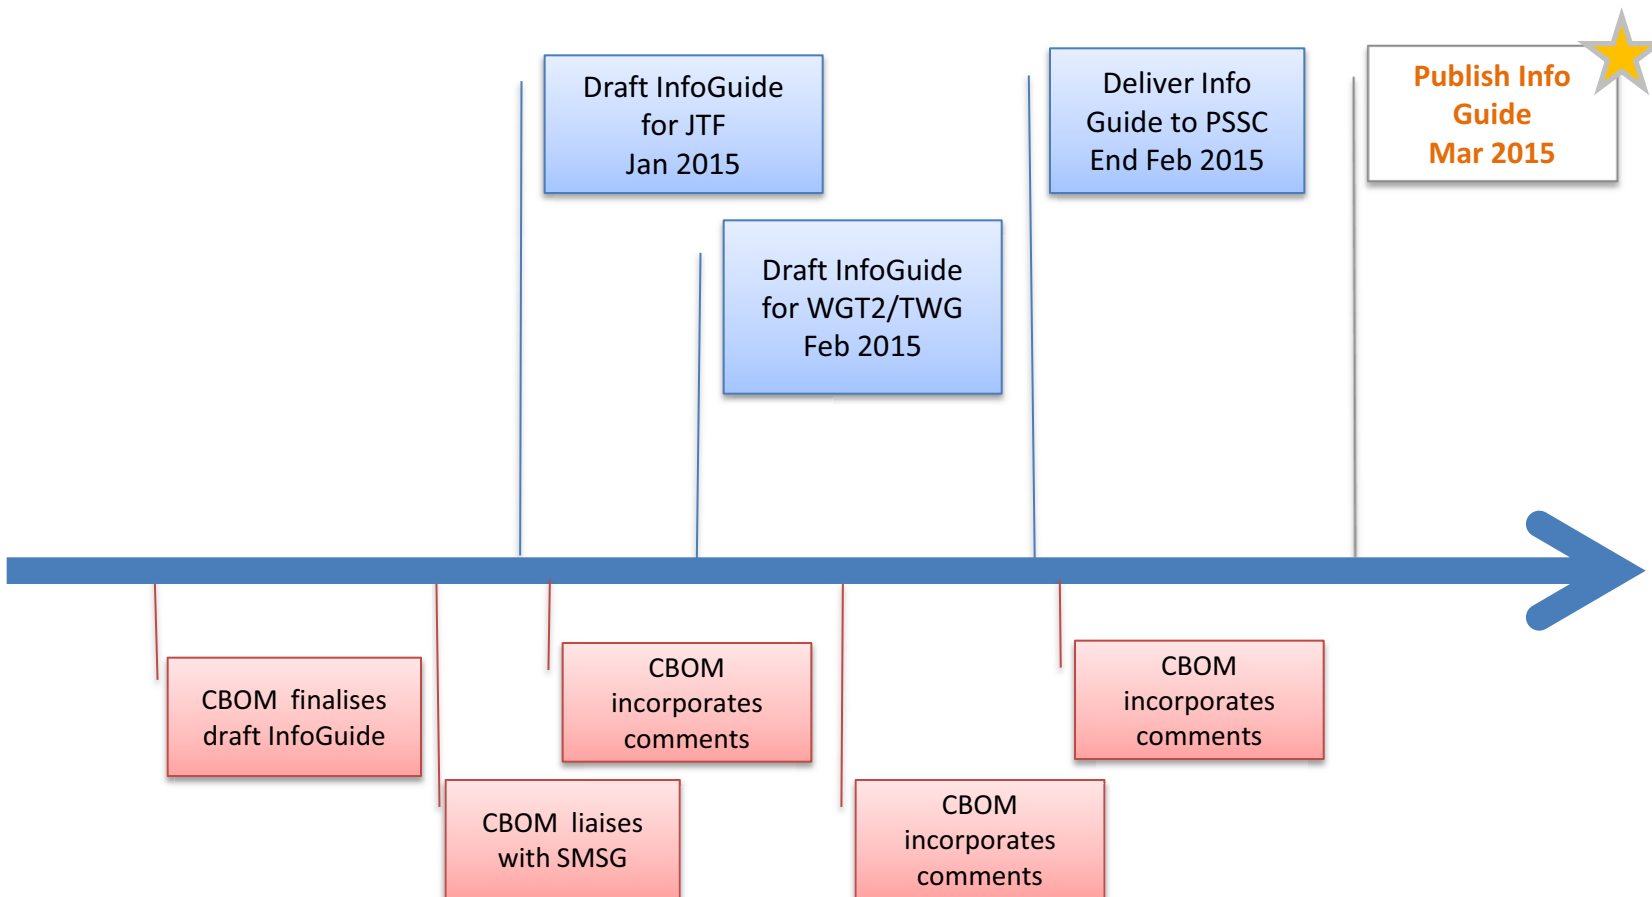 Draft InfoGuide
for JTF
Jan 2015
Deliver Info
Guide to PSSC
End Feb 2015
Publish Info
Guide
Mar 2015
Draft InfoGuide
for WGT2/TWG
Feb 2015
CBOM  finalises
draft InfoGuide
CBOM
incorporates
comments
CBOM
incorporates
comments
CBOM  liaises
with SMSG
CBOM
incorporates
comments